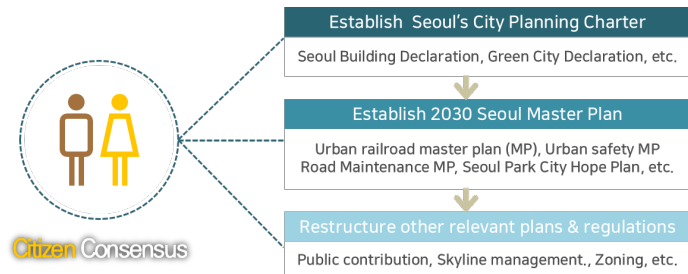 Establish Seoul's City Planning Charter
Seoul Building Declaration, Green City Declaration, etc.
Establish 2030 Seoul Master Plan
Urban railroad master plan (MP), Urban safety MP
Road Maintenance MP, Seoul Park City Hope Plan, etc.
Restructure other relevant plans & regulations
Public contribution, Skyline management., Zoning, etc.
Citizen Consensus